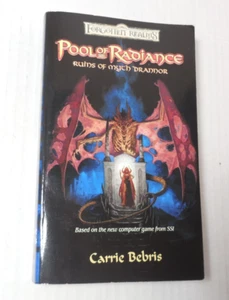 FORGOTTEN REALMS
POOL OF RADIANCE
RUINS OF MYTH DRANNOR
Based on the new computer game from SSI
Carrie Bebris